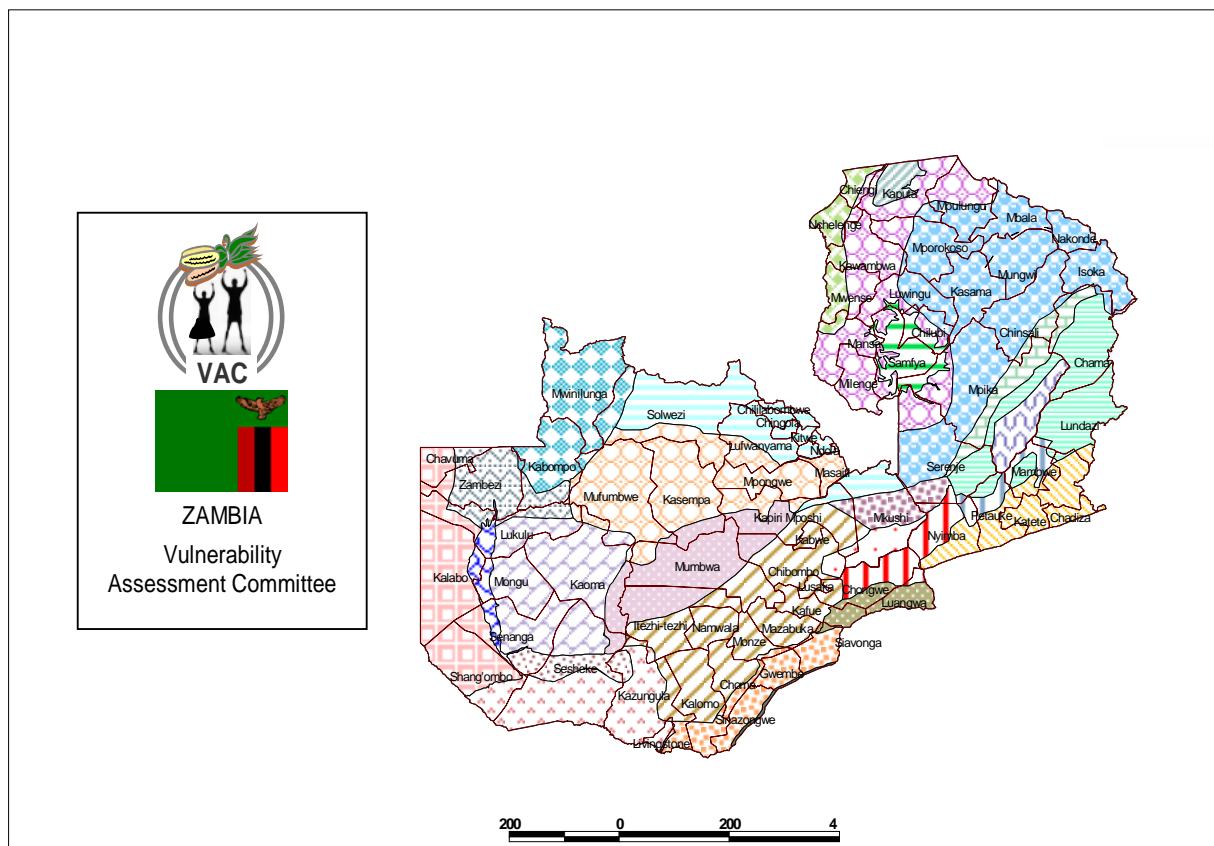 VAC
ZAMBIA
Vulnerability
Assessment Committee
Chiengi
Kaputa
Mpulungu
Mbala
Nchelenge
Nakonde
Mporokoso
Isoka
Kawambwa
Mungwi
Mwense
Luwingu
Kasama
Chilubi
Chinsali
Mansa
Samfya
Chama
Milenge
Mpika
Mwinilunga
Solwezi
Chililabombwe
Chingola
Kitwe
Lundazi
Lufwanyama
Ndola
Chavuma
Kabompo
Masaiti
Serenje
Mambwe
Zambezi
Mufumbwe
Kasempa
Mpongwe
Kapiri Mposhi
Mkushi
Petauke
Katete
Chadiza
Lukulu
Kabwe
Nyimba
Kalabo
Mongu
Kaoma
Mumbwa
Chibombo
Lusaka
Chongwe
Luangwa
Kafue
Senanga
Itezhi-tezhi
Namwala
Mazabuka
Monze
Siavonga
Sesheke
Gwembe
Shang'ombo
Choma
Kazungula
Kalomo
Sinazongwe
Livingstone
200 0 200 4